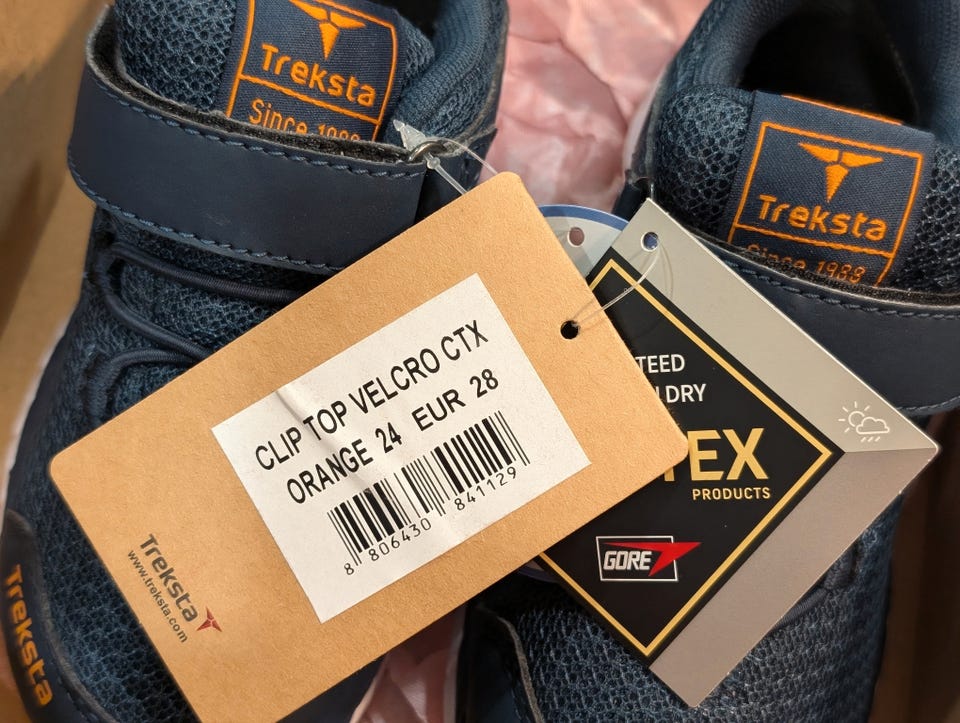 Treksta
Since 1988
Treksta
Since 1988
CLIP TOP VELCRO CTX
ORANGE 24 EUR 28
8 806430 841129
Treksta
www.treksta.com
TEED
DRY
TEX
PRODUCTS
GORE
Treksta